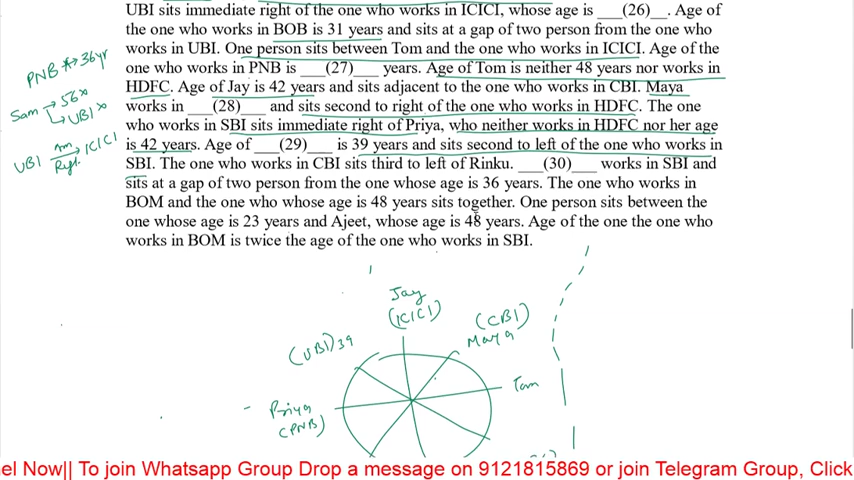 UBI sits immediate right of the one who works in ICICI, whose age is ___(26)_. Age of
the one who works in BOB is 31 years and sits at a gap of two person from the one who
works in UBI. One person sits between Tom and the one who works in ICICI. Age of the
one who works in PNB is ___(27)___ years. Age of Tom is neither 48 years nor works in
HDFC. Age of Jay is 42 years and sits adjacent to the one who works in CBI. Maya
works in ___(28)___ and sits second to right of the one who works in HDFC. The one
who works in SBI sits immediate right of Priya, who neither works in HDFC nor her age
is 42 years. Age of ___(29)___ is 39 years and sits second to left of the one who works in
SBI. The one who works in CBI sits third to left of Rinku. ___(30)___ works in SBI and
sits at a gap of two person from the one whose age is 36 years. The one who works in
BOM and the one whose age is 48 years sits together. One person sits between the
one whose age is 23 years and Ajeet, whose age is 48 years. Age of the one the one who
works in BOM is twice the age of the one who works in SBI.
PNB 36yr
Sam → 56x
UBI x
UBI ICICI
Jay
(ICICI)
(CBI)
Maya
(UBI) 39
Tom
Priya
(PNB)
nel Now|| To join Whatsapp Group Drop a message on 9121815869 or join Telegram Group, Click